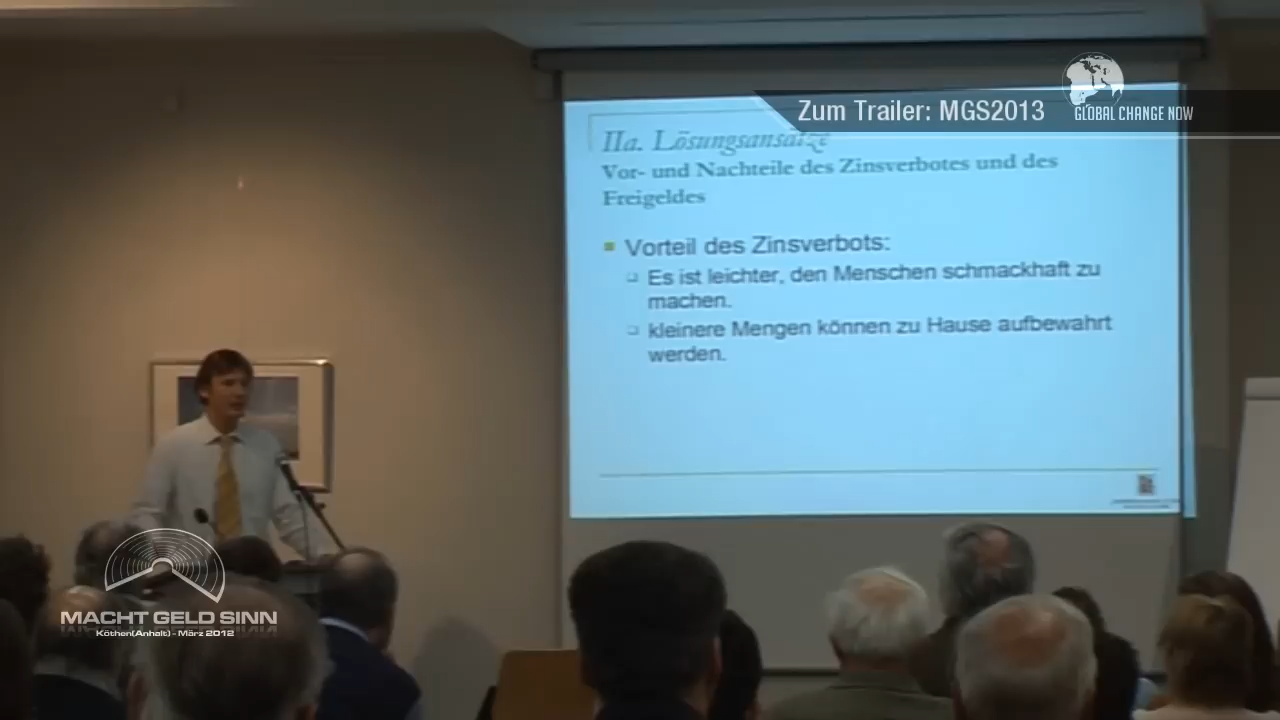 Zum Trailer: MGS2013
GLOBAL CHANGE NOW
IIa. Lösungsansätze
Vor- und Nachteile des Zinsverbotes und des
Freigeldes
Vorteil des Zinsverbots:
Es ist leichter, den Menschen schmackhaft zu
machen.
kleinere Mengen können zu Hause aufbewahrt
werden.
MACHT GELD SINN
Köthen(Anhalt) - März 2012